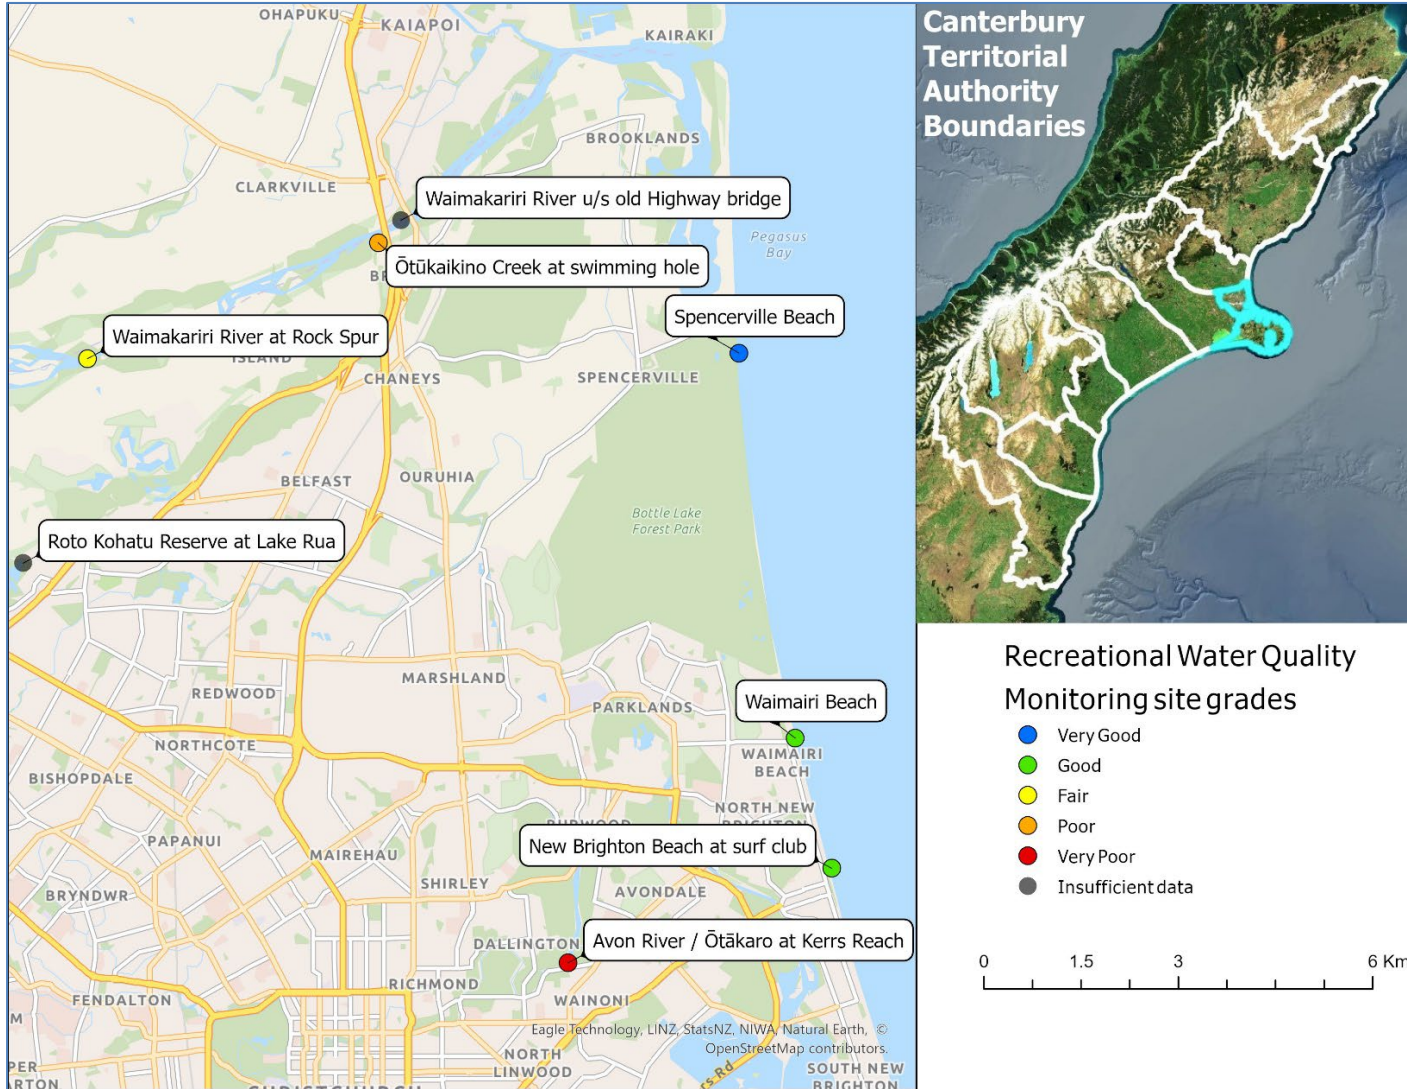 OHAPUKU
KAIAPOI
KAIRAKI
BROOKLANDS
CLARKVILLE
Waimakariri River u/s old Highway bridge
Pegasus
Bay
Ōtūkaikino Creek at swimming hole
Spencerville Beach
Waimakariri River at Rock Spur
ISLAND
CHANEYS
SPENCERVILLE
BELFAST
OURUHIA
Bottle Lake
Forest Park
Roto Kohatu Reserve at Lake Rua
MARSHLAND
REDWOOD
Waimairi Beach
PARKLANDS
NORTHCOTE
WAIMAIRI
BEACH
BISHOPDALE
NORTH NEW
PAPANUI
MAIREHAU
New Brighton Beach at surf club
BRYNDWR
SHIRLEY
AVONDALE
DALLINGTON
Avon River / Ōtākaro at Kerrs Reach
RICHMOND
FENDALTON
WAINONI
Eagle Technology, LINZ, StatsNZ, NIWA, Natural Earth, ©
OpenStreetMap contributors.
NORTH
LINWOOD
rs Rd
SOUTH NEW
BRIGHTON
Canterbury
Territorial
Authority
Boundaries
Recreational Water Quality
Monitoring site grades
Very Good
Good
Fair
Poor
Very Poor
Insufficient data
0 1.5 3 6 Km